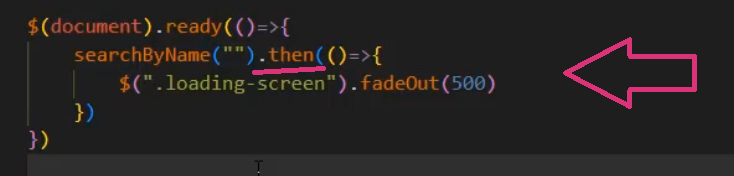 $(document).ready(()=>{
searchByName("").then(()=>{
$(".loading-screen").fadeOut(500)
})
})